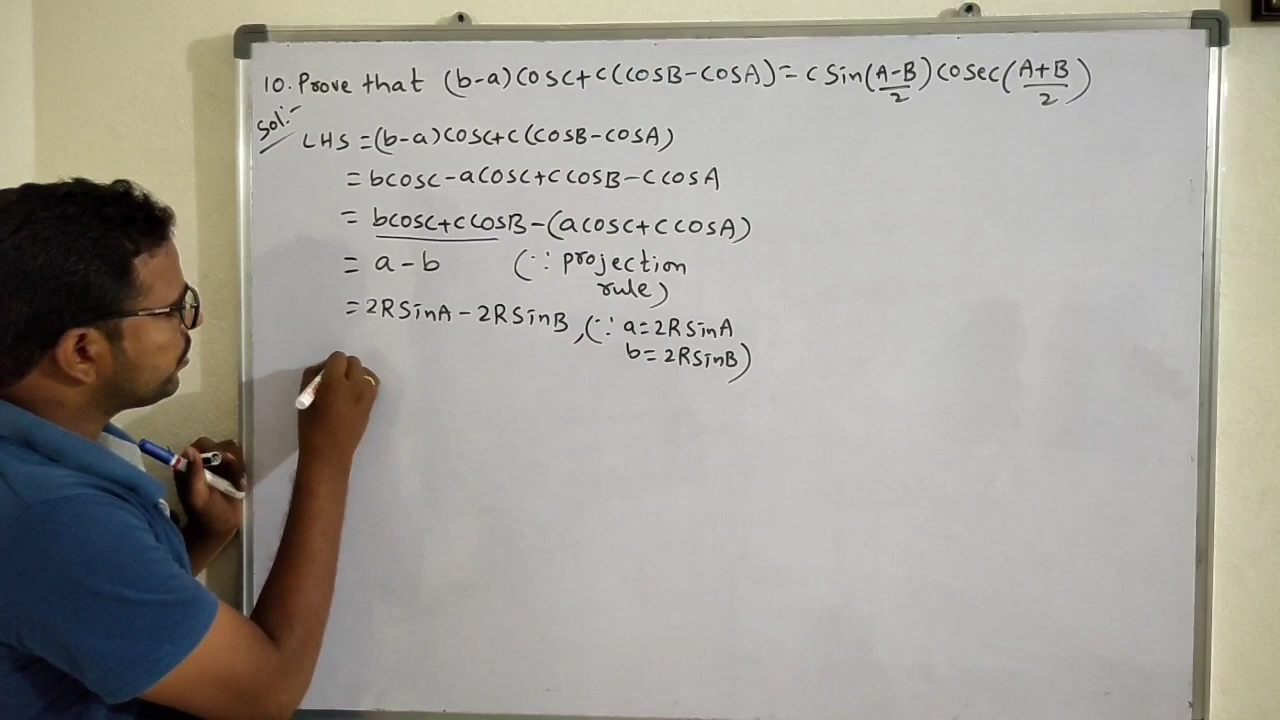 10. Prove that (b-a)cosc+c(cosB-cosA)=c sin(A-B/2)cosec(A+B/2)
Sol:-
LHS =(b-a)cosc+c(cosB-cosA)
= bcosc-acosc+ccosB-ccosA
= bcosc+ccosB-(acosc+ccosA)
= a-b (∵ projection
rule)
= 2RSinA - 2RSinB, (∵ a=2RSinA
b=2RSinB)